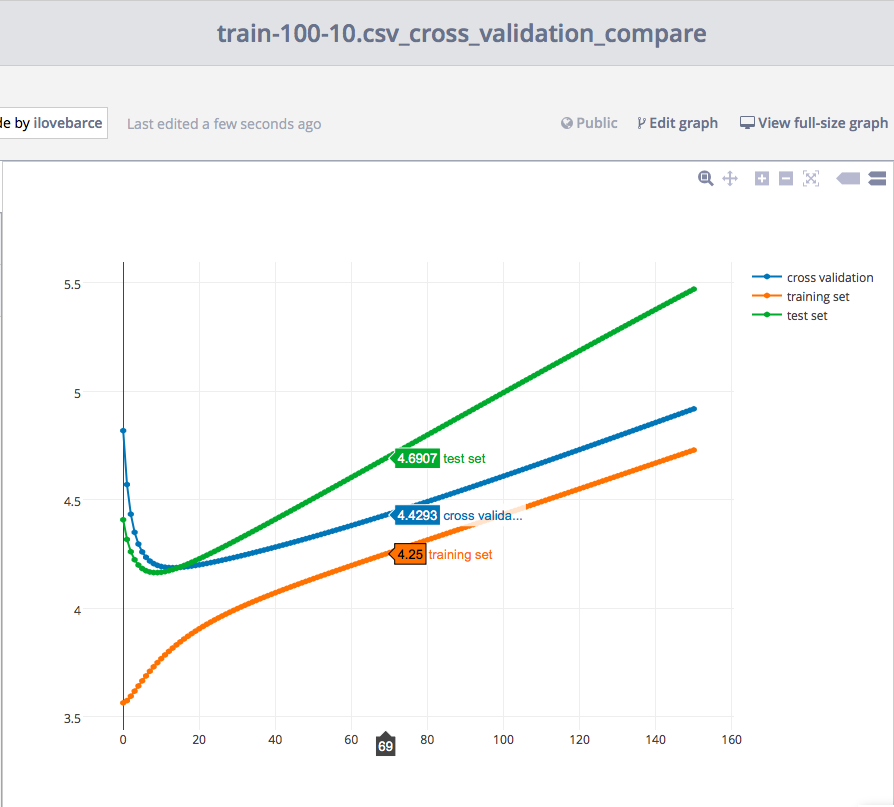 train-100-10.csv_cross_validation_compare
de by ilovebarce
Last edited a few seconds ago
Public
Edit graph
View full-size graph
cross validation
training set
test set
5.5
5
4.5
4
3.5
4.6907 test set
4.4293 cross valida...
4.25 training set
0 20 40 60 80 100 120 140 160
69